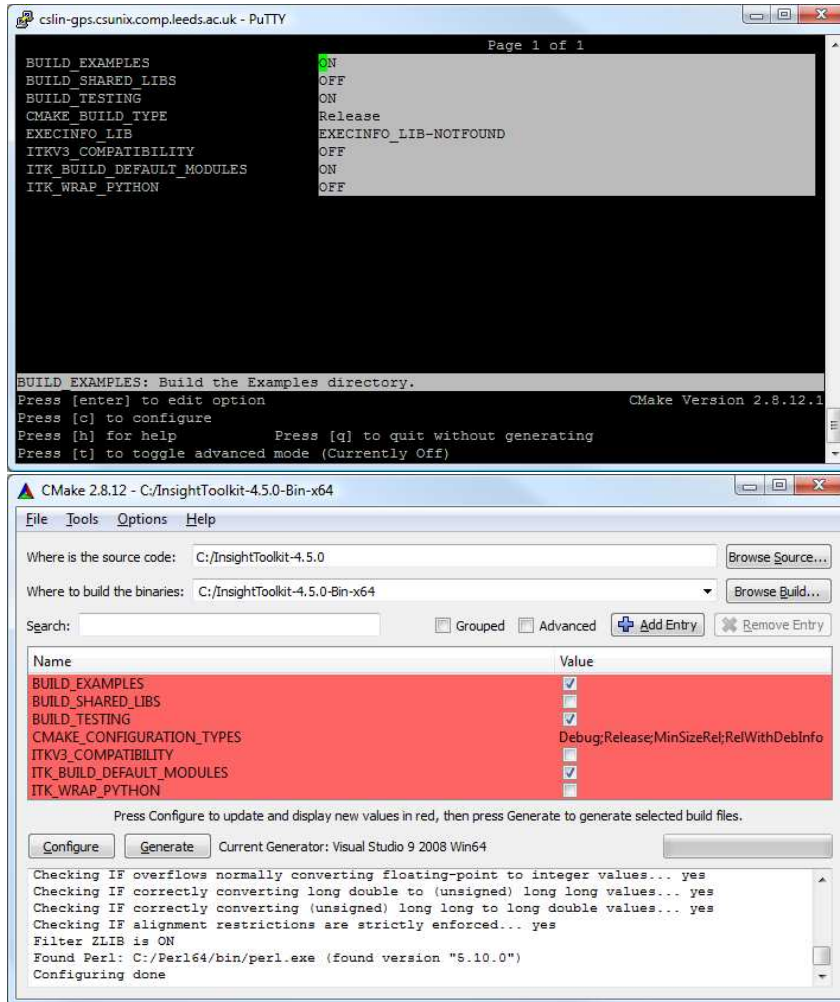 cslin-gps.csunix.comp.leeds.ac.uk - PuTTY
Page 1 of 1
BUILD_EXAMPLES ON
BUILD_SHARED_LIBS OFF
BUILD_TESTING ON
CMAKE_BUILD_TYPE Release
EXECINFO_LIB EXECINFO_LIB-NOTFOUND
ITKV3_COMPATIBILITY OFF
ITK_BUILD_DEFAULT_MODULES ON
ITK_WRAP_PYTHON OFF
BUILD_EXAMPLES: Build the Examples directory.
Press [enter] to edit option CMake Version 2.8.12.1
Press [c] to configure
Press [h] for help Press [q] to quit without generating
Press [t] to toggle advanced mode (Currently Off)
CMake 2.8.12 - C:/InsightToolkit-4.5.0-Bin-x64
File Tools Options Help
Where is the source code: C:/InsightToolkit-4.5.0 Browse Source...
Where to build the binaries: C:/InsightToolkit-4.5.0-Bin-x64 Browse Build...
Search: Grouped Advanced Add Entry Remove Entry
Name Value
BUILD_EXAMPLES
BUILD_SHARED_LIBS
BUILD_TESTING
CMAKE_CONFIGURATION_TYPES Debug;Release;MinSizeRel;RelWithDebInfo
ITKV3_COMPATIBILITY
ITK_BUILD_DEFAULT_MODULES
ITK_WRAP_PYTHON
Press Configure to update and display new values in red, then press Generate to generate selected build files.
Configure Generate Current Generator: Visual Studio 9 2008 Win64
Checking IF overflows normally converting floating-point to integer values... yes
Checking IF correctly converting long double to (unsigned) long long values... yes
Checking IF correctly converting (unsigned) long long to long double values... yes
Checking IF alignment restrictions are strictly enforced... yes
Filter ZLIB is ON
Found Perl: C:/Perl64/bin/perl.exe (found version "5.10.0")
Configuring done